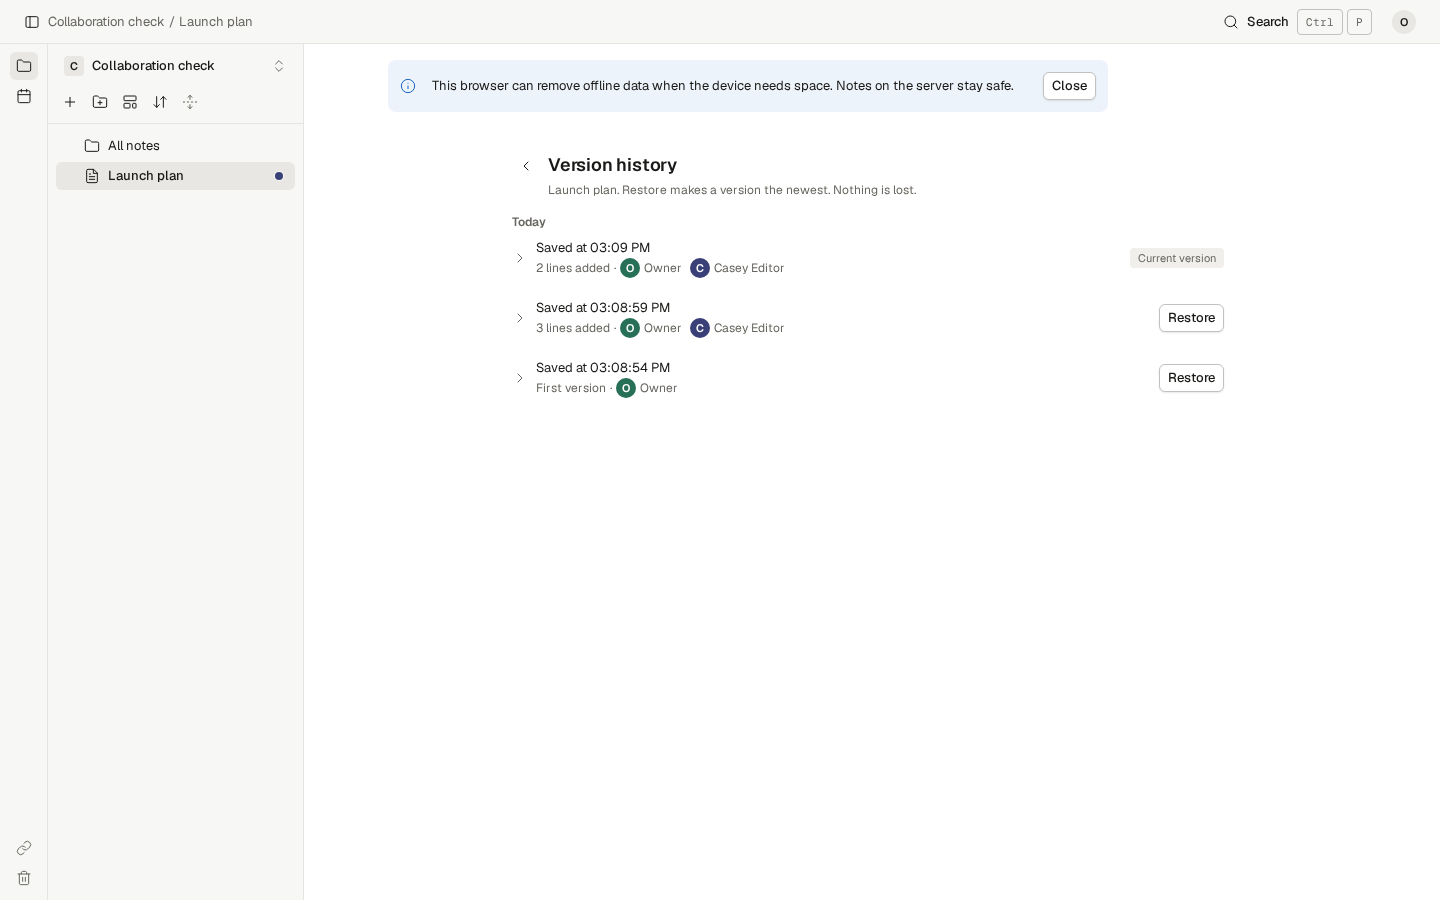 Collaboration check / Launch plan
Search Ctrl P O
C Collaboration check
All notes
Launch plan
This browser can remove offline data when the device needs space. Notes on the server stay safe. Close
Version history
Launch plan. Restore makes a version the newest. Nothing is lost.
Today
Saved at 03:09 PM
2 lines added · O Owner C Casey Editor
Current version
Saved at 03:08:59 PM
3 lines added · O Owner C Casey Editor
Restore
Saved at 03:08:54 PM
First version · O Owner
Restore